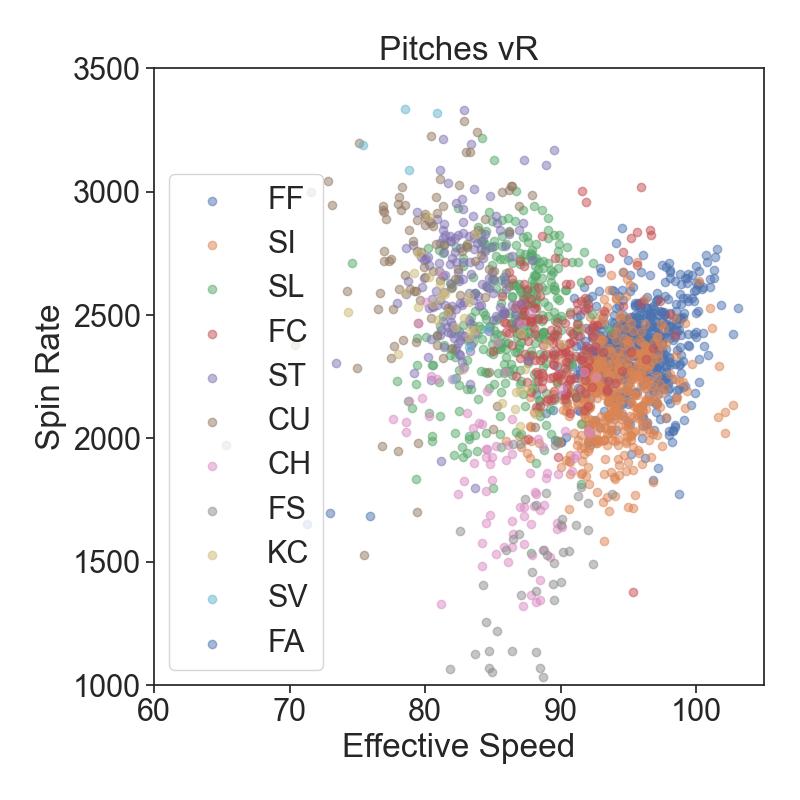 Pitches vR
3500
3000
2500
2000
1500
1000
Spin Rate
FF
SI
SL
FC
ST
CU
CH
FS
KC
SV
FA
60
70
80
90
100
Effective Speed